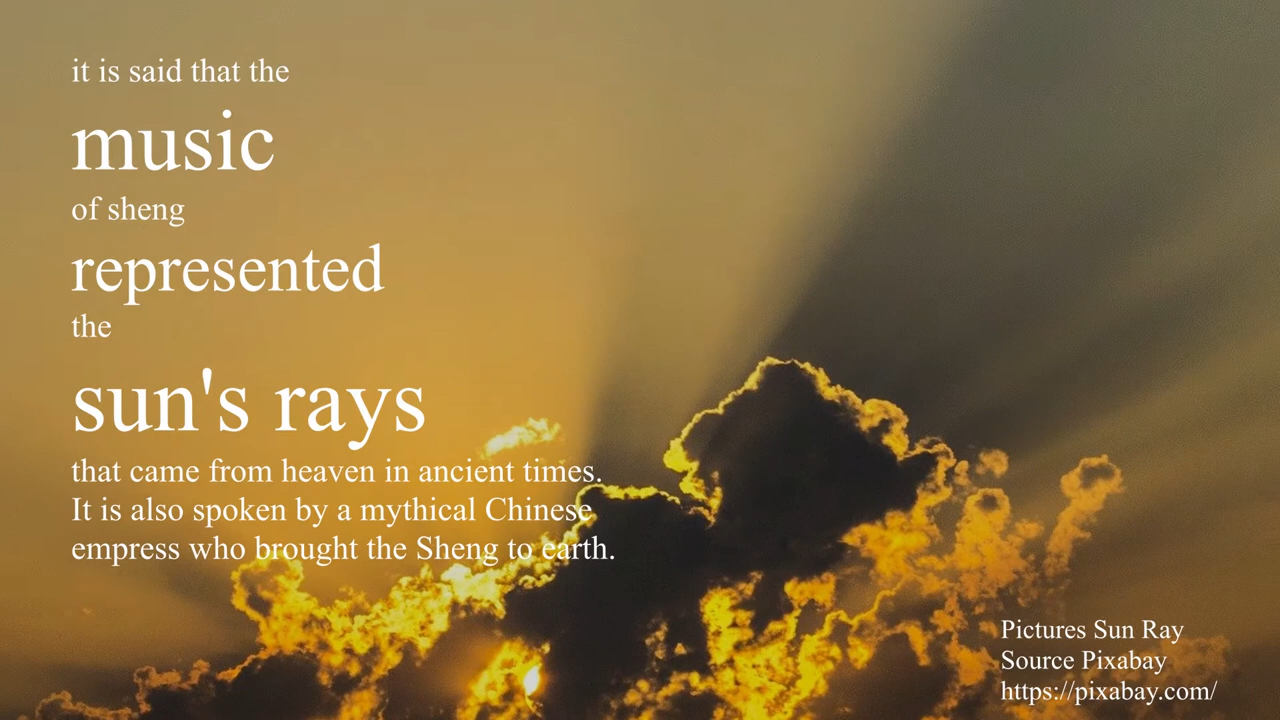 it is said that the
music
of sheng
represented
the
sun's rays
that came from heaven in ancient times.
It is also spoken by a mythical Chinese
empress who brought the Sheng to earth.
Pictures Sun Ray
Source Pixabay
https://pixabay.com/